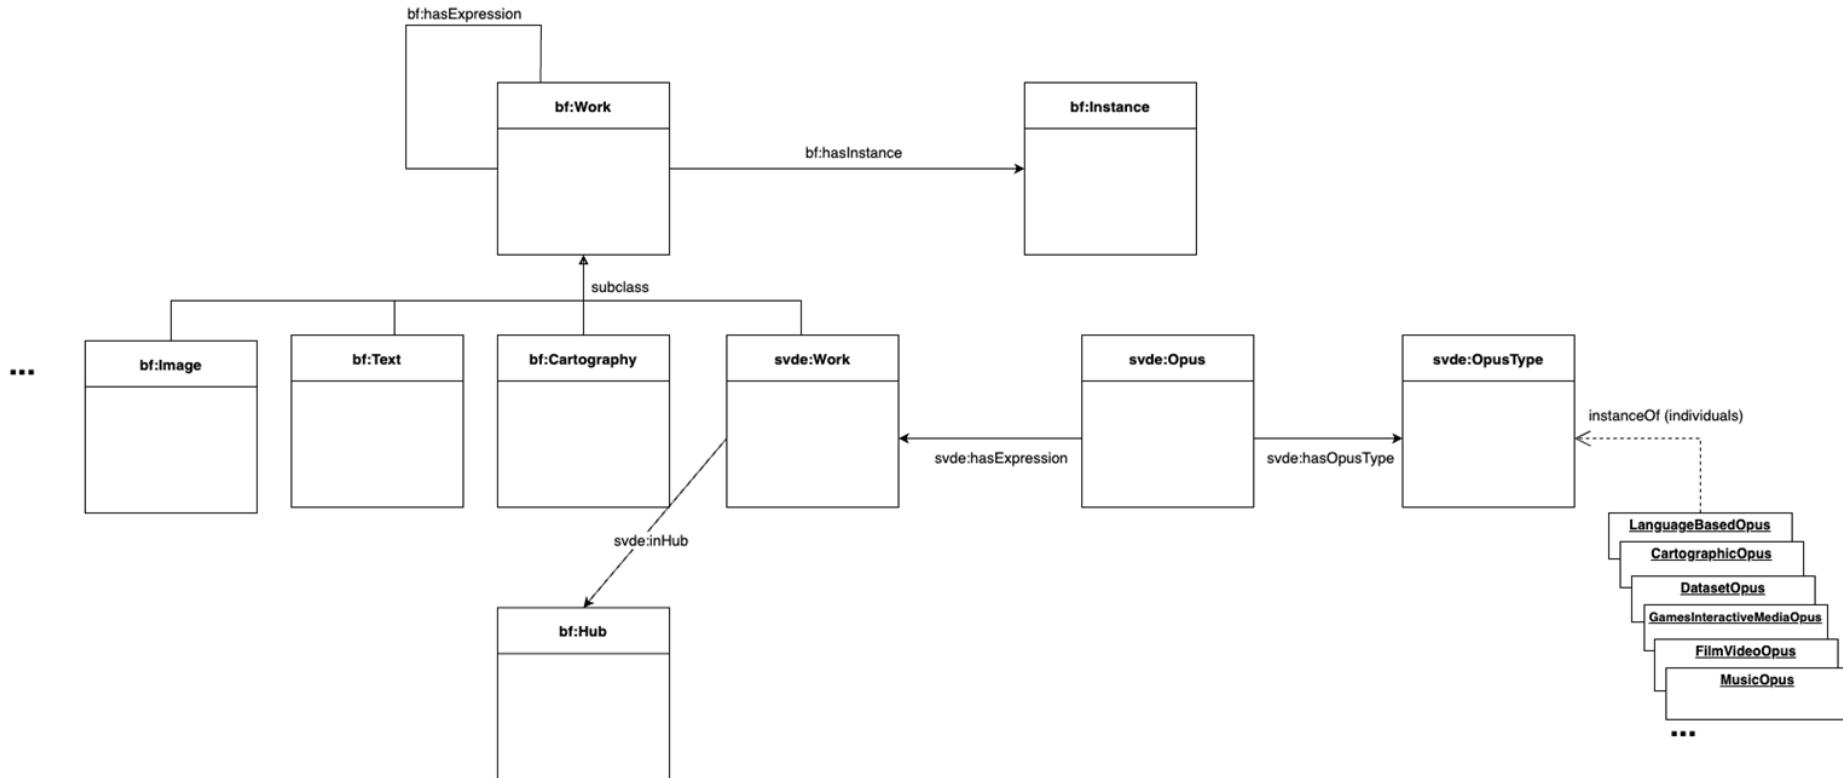 bf:hasExpression
bf:Work
bf:Instance
bf:hasInstance
subclass
bf:Image
bf:Text
bf:Cartography
svde:Work
svde:Opus
svde:OpusType
...
instanceOf (individuals)
svde:hasExpression
svde:hasOpusType
svde:inHub
LanguageBasedOpus
CartographicOpus
DatasetOpus
GamesInteractiveMediaOpus
FilmVideoOpus
MusicOpus
...
bf:Hub